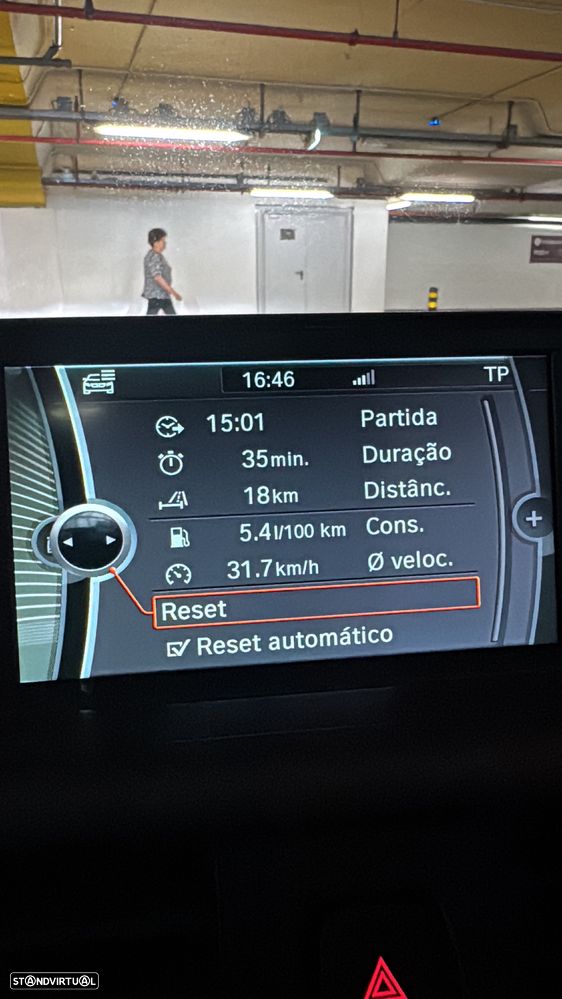 16:46 TP
15:01 Partida
35min. Duração
18km Distânc.
5.4l/100 km Cons.
31.7km/h Ø veloc.
Reset
Reset automático
STANDVIRTUAL